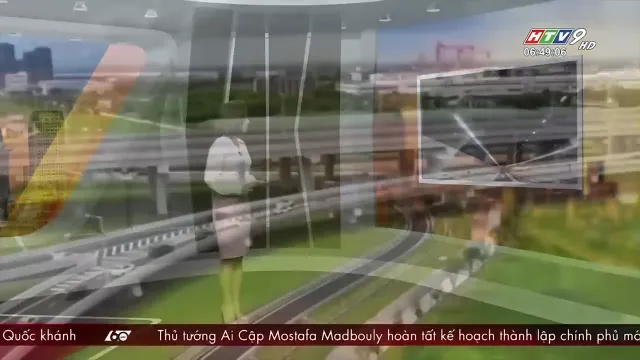 HTV9 HD
06:49:06
Quốc khánh 60 Thủ tướng Ai Cập Mostafa Madbouly hoàn tất kế hoạch thành lập chính phủ mớ